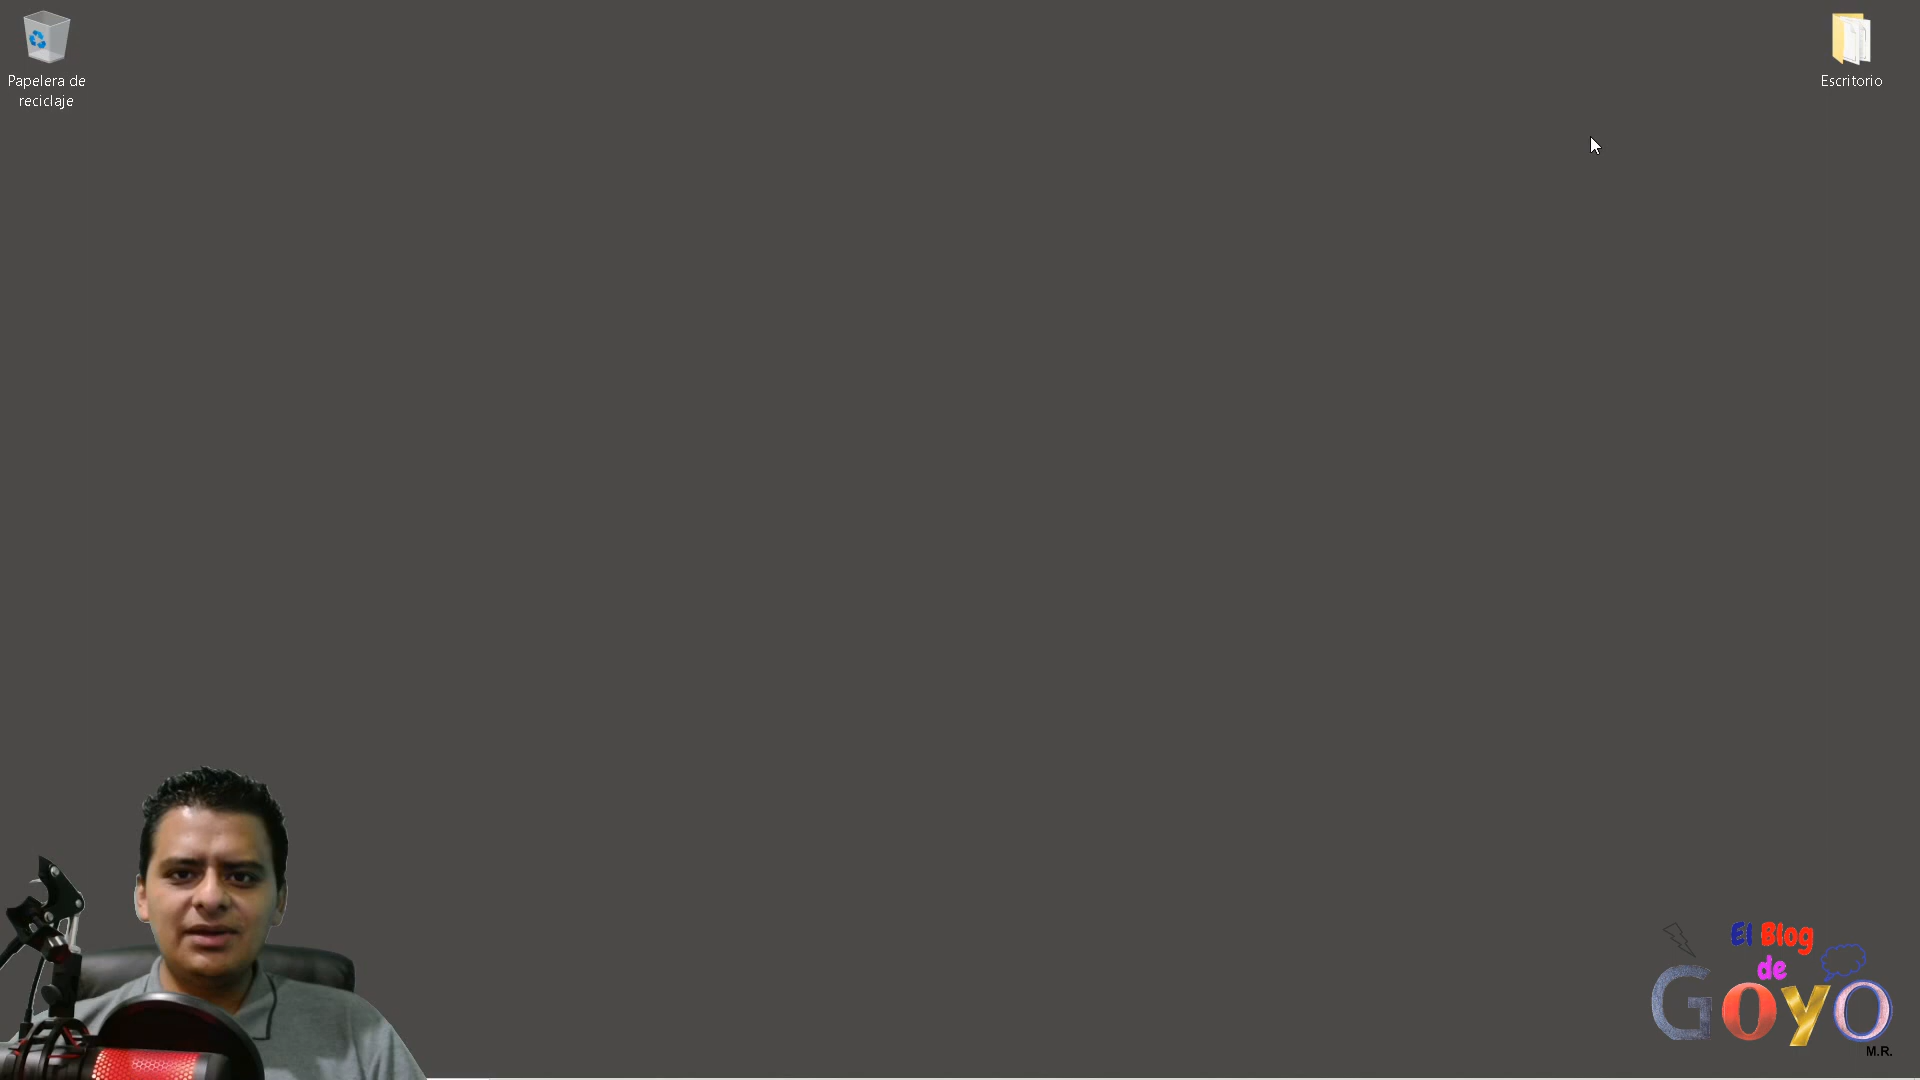 Papelera de
reciclaje
Escritorio
El Blog
de
Goyo
M.R.